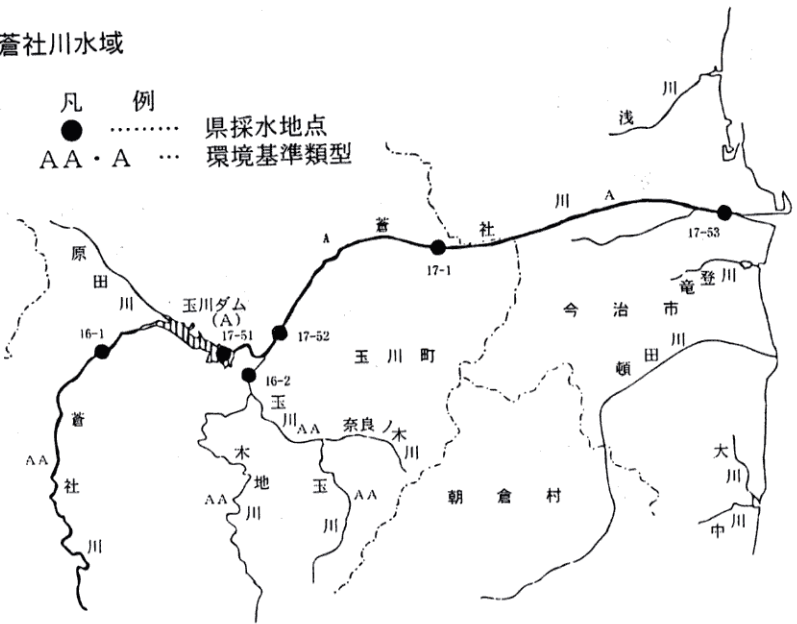 蒼社川水域
凡 例
● ……… 県採水地点
AA・A … 環境基準類型
浅川
蒼社川
A
A
17-53
17-1
竜登川
今治市
頓田川
大川
中川
原田川
玉川ダム
(A)
17-51
17-52
16-1
16-2
玉川町
玉川
AA
奈良ノ木川
木地川
AA
玉川
AA
朝倉村
蒼社川
AA